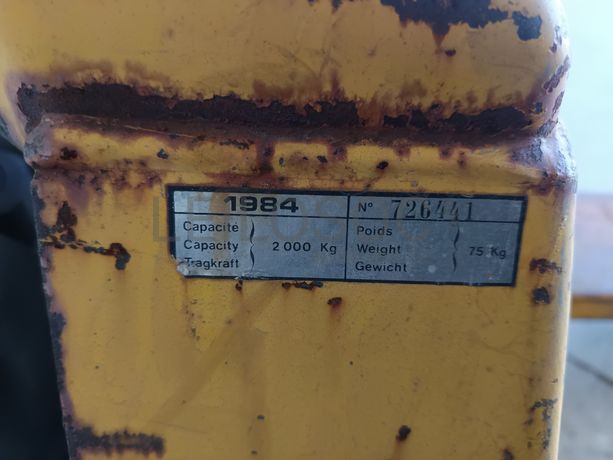 1984
Capacité
Capacity
Tragkraft
2 000 Kg
N° 726441
Poids
Weight
Gewicht
75 Kg